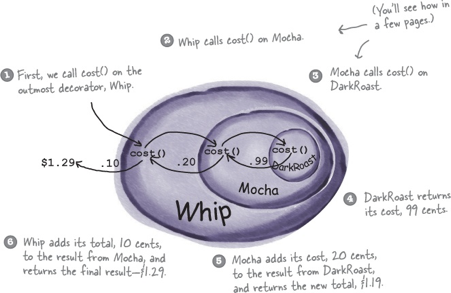 (You'll see how in
a few pages.)
2 Whip calls cost() on Mocha.
1 First, we call cost() on the
outmost decorator, Whip.
3 Mocha calls cost() on
DarkRoast.
cost() cost() cost()
$1.29 .10 .20 .99 DarkRoast
Mocha
Whip
4 DarkRoast returns
its cost, 99 cents.
6 Whip adds its total, 10 cents,
to the result from Mocha, and
returns the final result—$1.29.
5 Mocha adds its cost, 20 cents,
to the result from DarkRoast,
and returns the new total, $1.19.